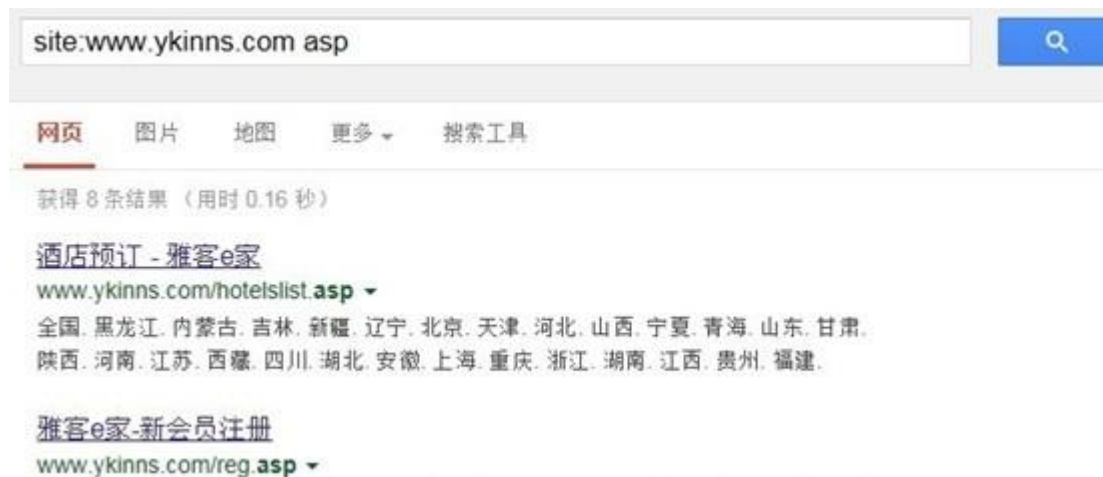 site:www.ykinns.com asp
网页 图片 地图 更多 搜索工具
获得 8 条结果 (用时 0.16 秒)
酒店预订 - 雅客e家
www.ykinns.com/hotelslist.asp
全国. 黑龙江. 内蒙古. 吉林. 新疆. 辽宁. 北京. 天津. 河北. 山西. 宁夏. 青海. 山东. 甘肃.
陕西. 河南. 江苏. 西藏. 四川. 湖北. 安徽. 上海. 重庆. 浙江. 湖南. 江西. 贵州. 福建.
雅客e家-新会员注册
www.ykinns.com/reg.asp